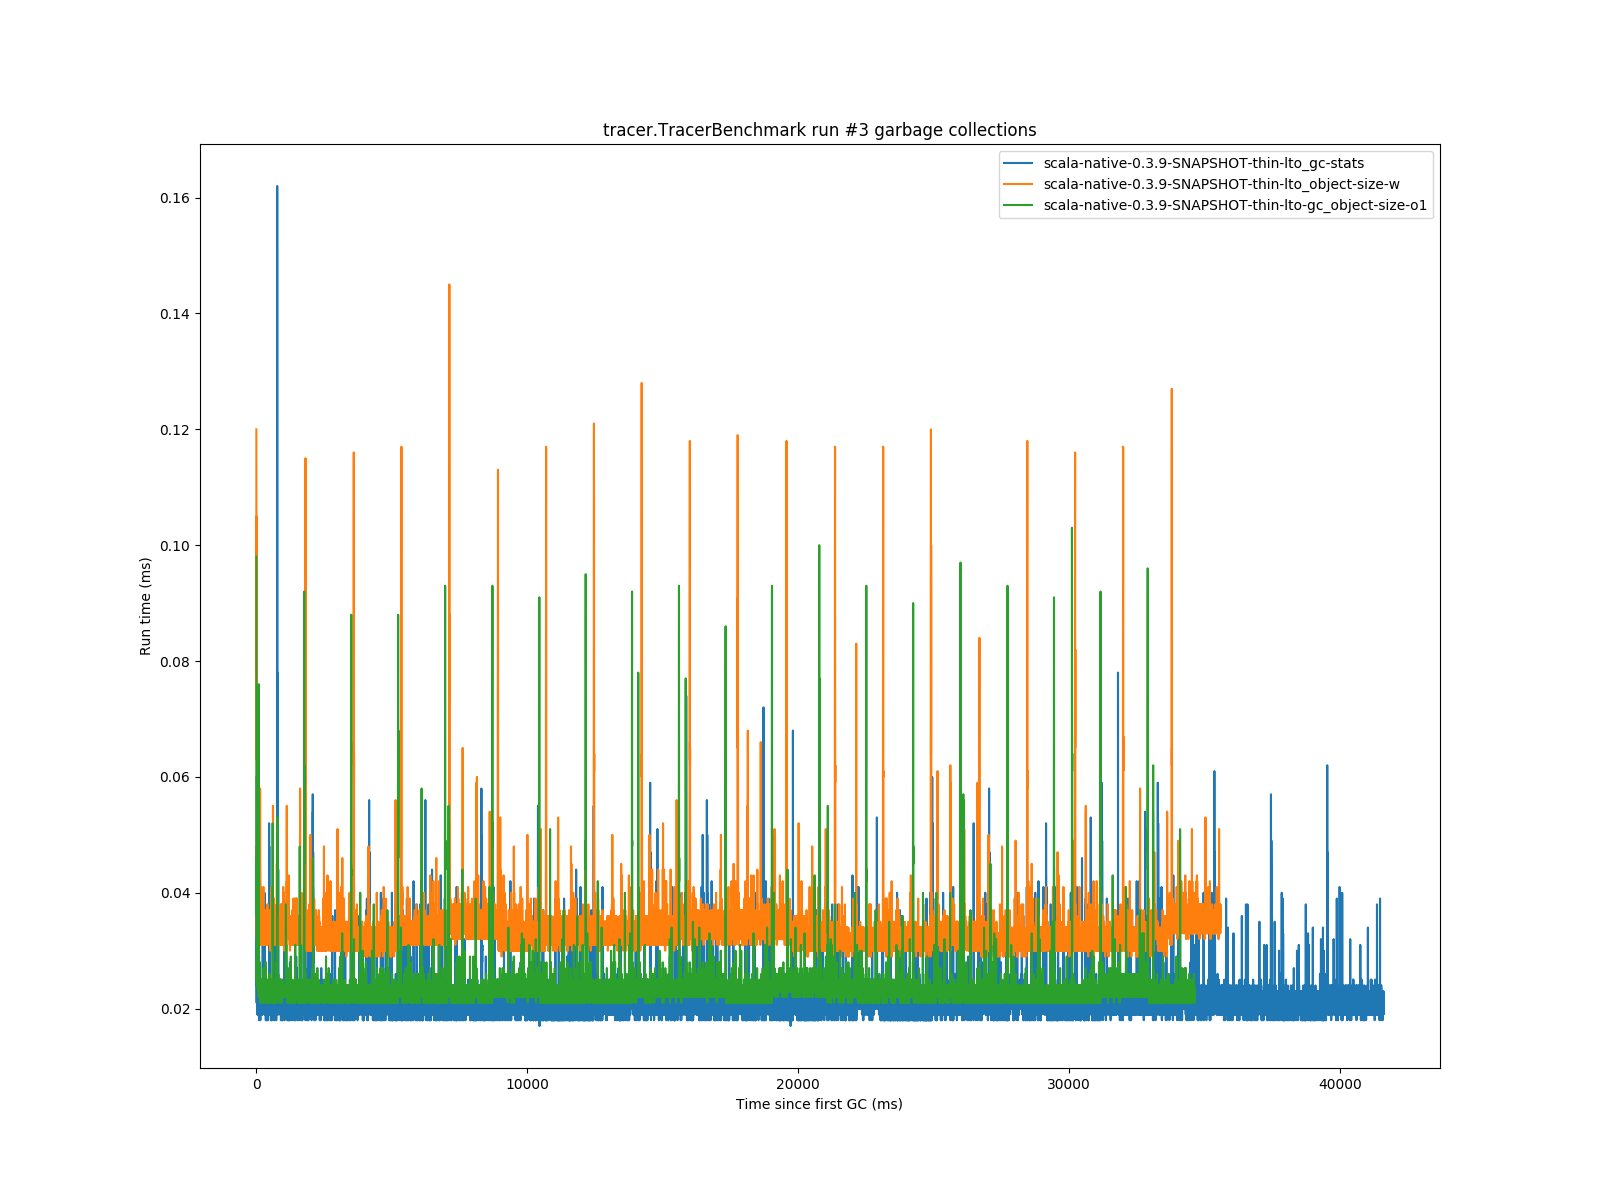 tracer.TracerBenchmark run #3 garbage collections
scala-native-0.3.9-SNAPSHOT-thin-lto_gc-stats
scala-native-0.3.9-SNAPSHOT-thin-lto_object-size-w
scala-native-0.3.9-SNAPSHOT-thin-lto-gc_object-size-o1
0.16
0.14
0.12
0.10
0.08
0.06
0.04
0.02
Run time (ms)
0
10000
20000
30000
40000
Time since first GC (ms)